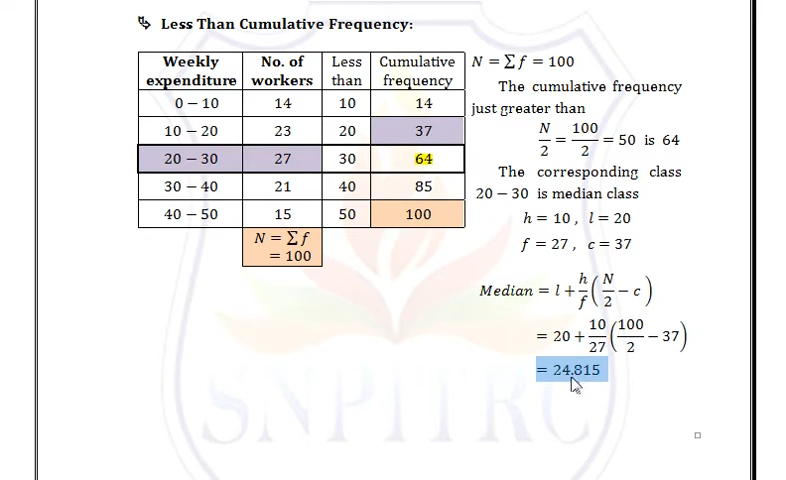 Less Than Cumulative Frequency:
Weekly expenditure | No. of workers | Less than | Cumulative frequency
0 − 10 | 14 | 10 | 14
10 − 20 | 23 | 20 | 37
20 − 30 | 27 | 30 | 64
30 − 40 | 21 | 40 | 85
40 − 50 | 15 | 50 | 100
N = ∑ f
= 100
N = ∑ f = 100
The cumulative frequency
just greater than
N/2 = 100/2 = 50 is 64
The corresponding class
20 − 30 is median class
h = 10 , l = 20
f = 27 , c = 37
Median = l + h/f (N/2 − c)
= 20 + 10/27 (100/2 − 37)
= 24.815
SNPITRC